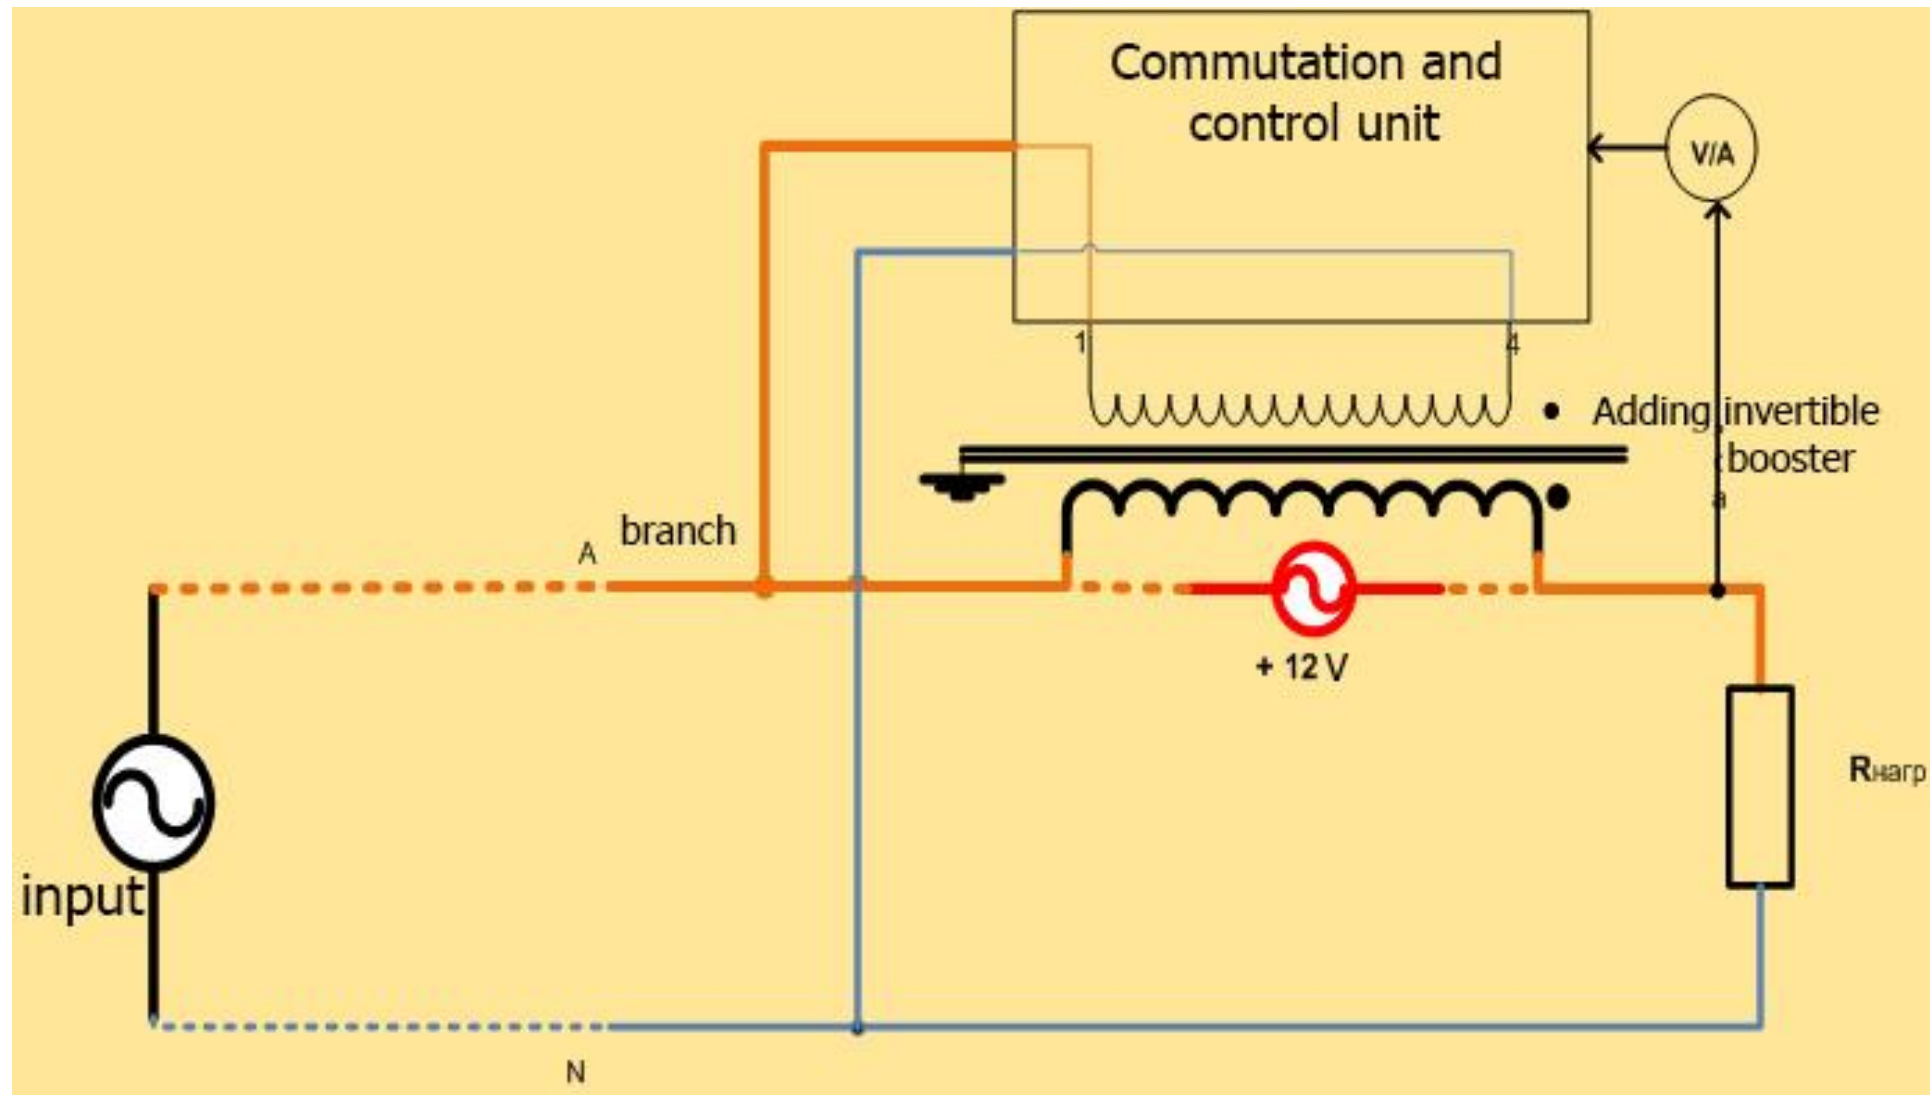 Commutation and
control unit
V/A
1
4
• Adding invertible
booster
a
branch
A
+ 12 V
Rнагр
input
N